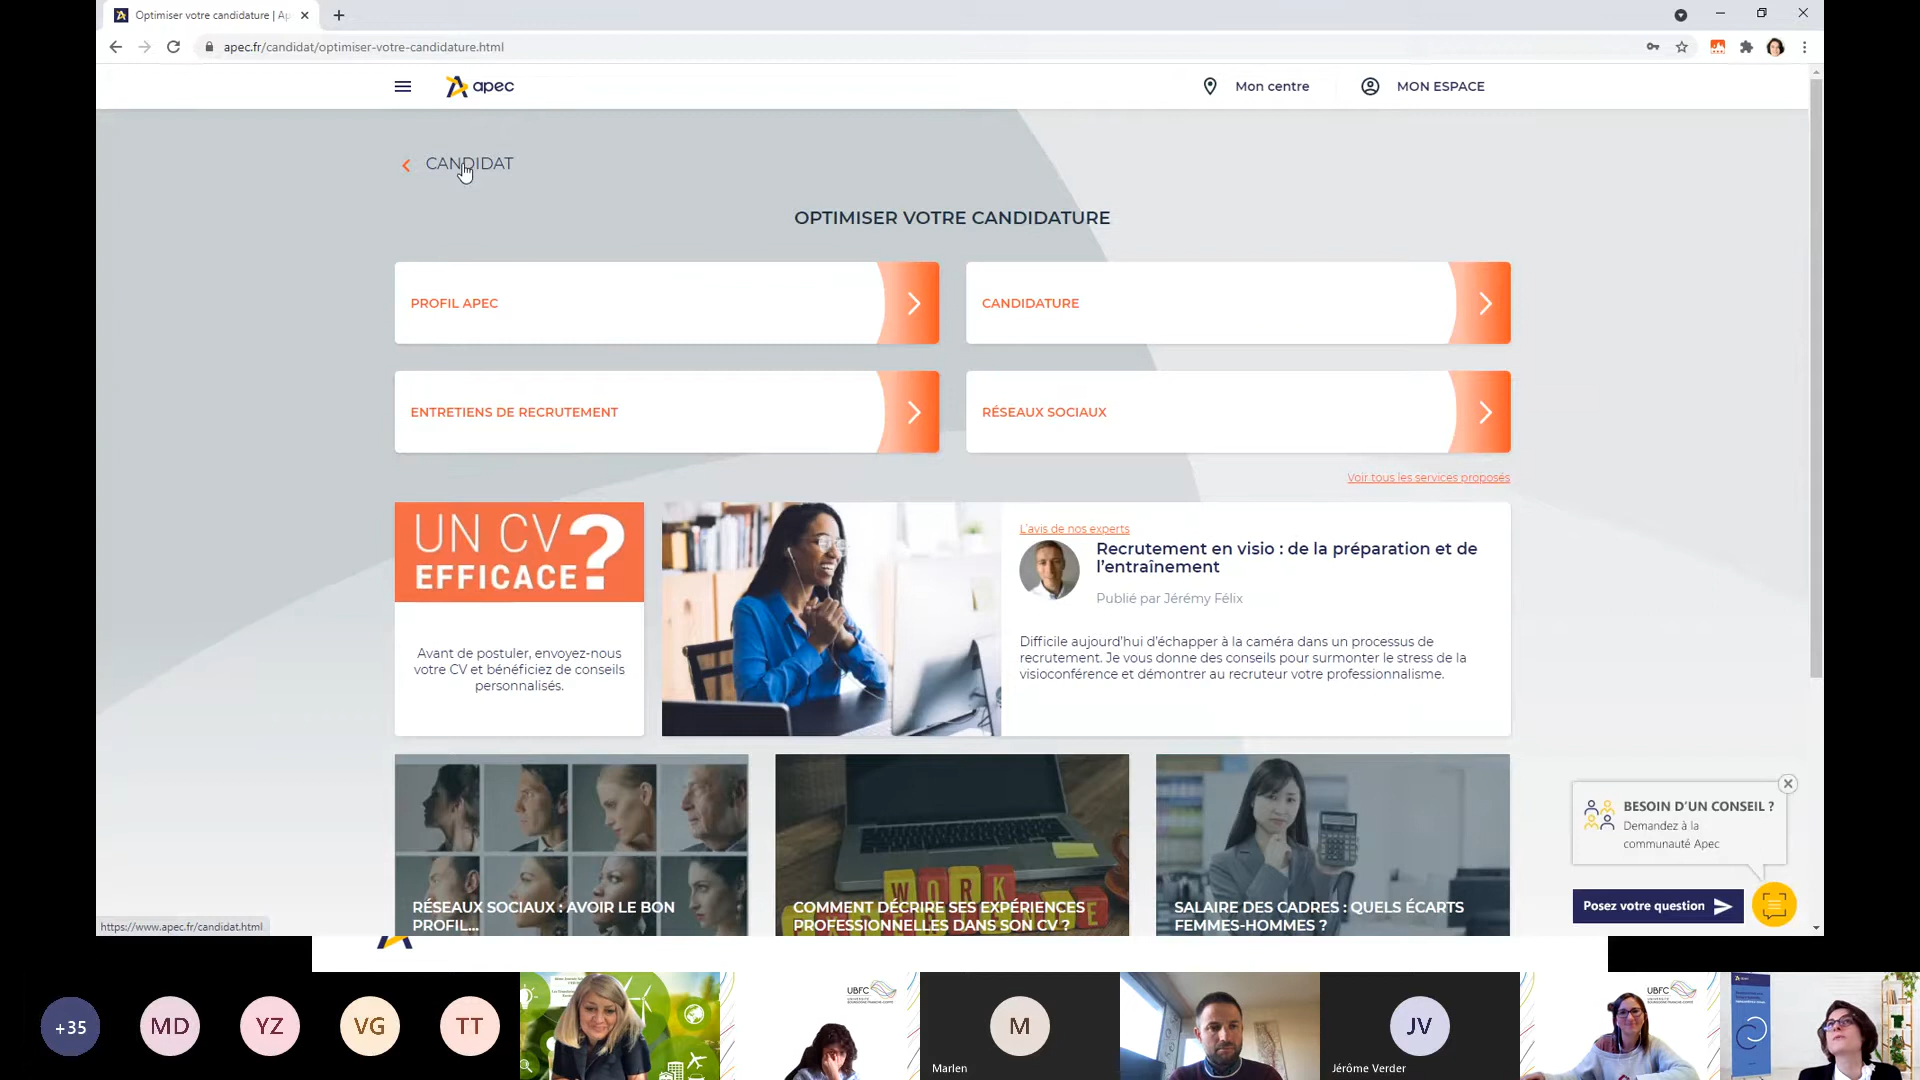 Optimiser votre candidature | Ap
apec.fr/candidat/optimiser-votre-candidature.html
apec
Mon centre
MON ESPACE
CANDIDAT
OPTIMISER VOTRE CANDIDATURE
PROFIL APEC
CANDIDATURE
ENTRETIENS DE RECRUTEMENT
RÉSEAUX SOCIAUX
Voir tous les services proposés
UN CV
EFFICACE ?
Avant de postuler, envoyez-nous
votre CV et bénéficiez de conseils
personnalisés.
L'avis de nos experts
Recrutement en visio : de la préparation et de
l'entraînement
Publié par Jérémy Félix
Difficile aujourd'hui d'échapper à la caméra dans un processus de
recrutement. Je vous donne des conseils pour surmonter le stress de la
visioconférence et démontrer au recruteur votre professionnalisme.
WORK
RÉSEAUX SOCIAUX : AVOIR LE BON
PROFIL...
COMMENT DÉCRIRE SES EXPÉRIENCES
PROFESSIONNELLES DANS SON CV ?
SALAIRE DES CADRES : QUELS ÉCARTS
FEMMES-HOMMES ?
BESOIN D'UN CONSEIL ?
Demandez à la
communauté Apec
Posez votre question
https://www.apec.fr/candidat.html
+35
MD
YZ
VG
TT
UBFC
M
Marlen
JV
Jérôme Verder
UBFC